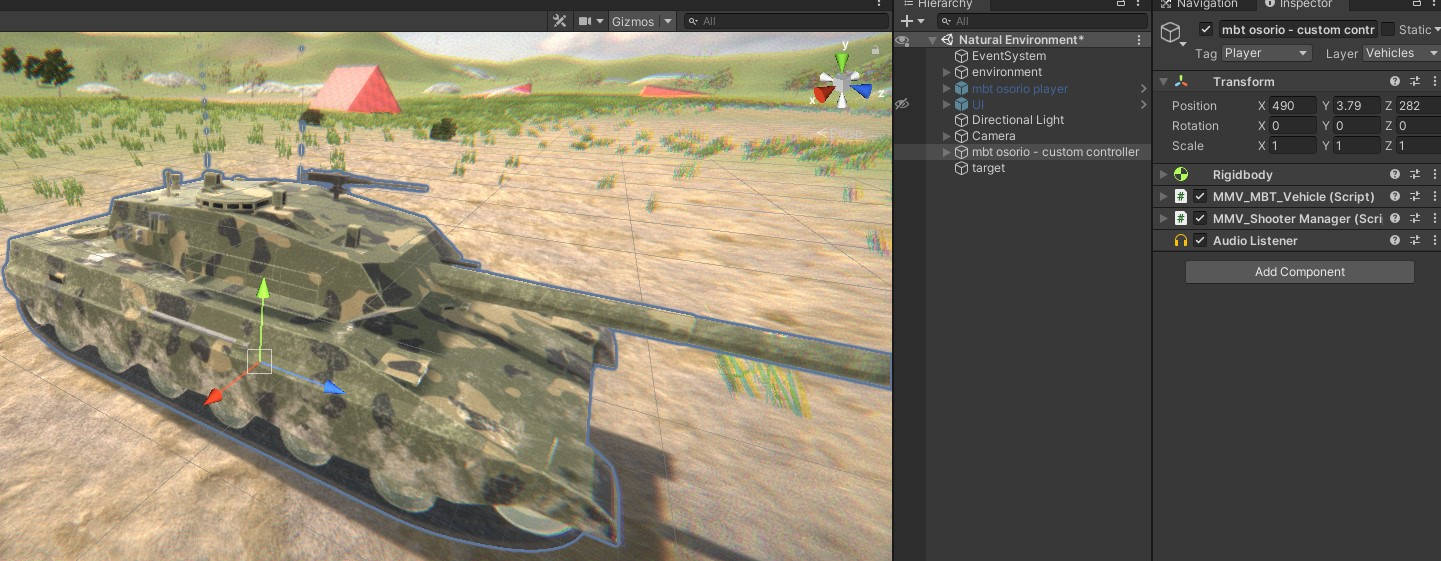 Hierarchy
Navigation
Inspector
Gizmos
All
All
Natural Environment*
EventSystem
environment
mbt osorio player
UI
Directional Light
Camera
mbt osorio - custom controller
target
y
x
z
Persp
mbt osorio - custom contr
Static
Tag Player
Layer Vehicles
Transform
Position X 490 Y 3.79 Z 282
Rotation X 0 Y 0 Z 0
Scale X 1 Y 1 Z 1
Rigidbody
# MMV_MBT_Vehicle (Script)
# MMV_Shooter Manager (Scri
Audio Listener
Add Component